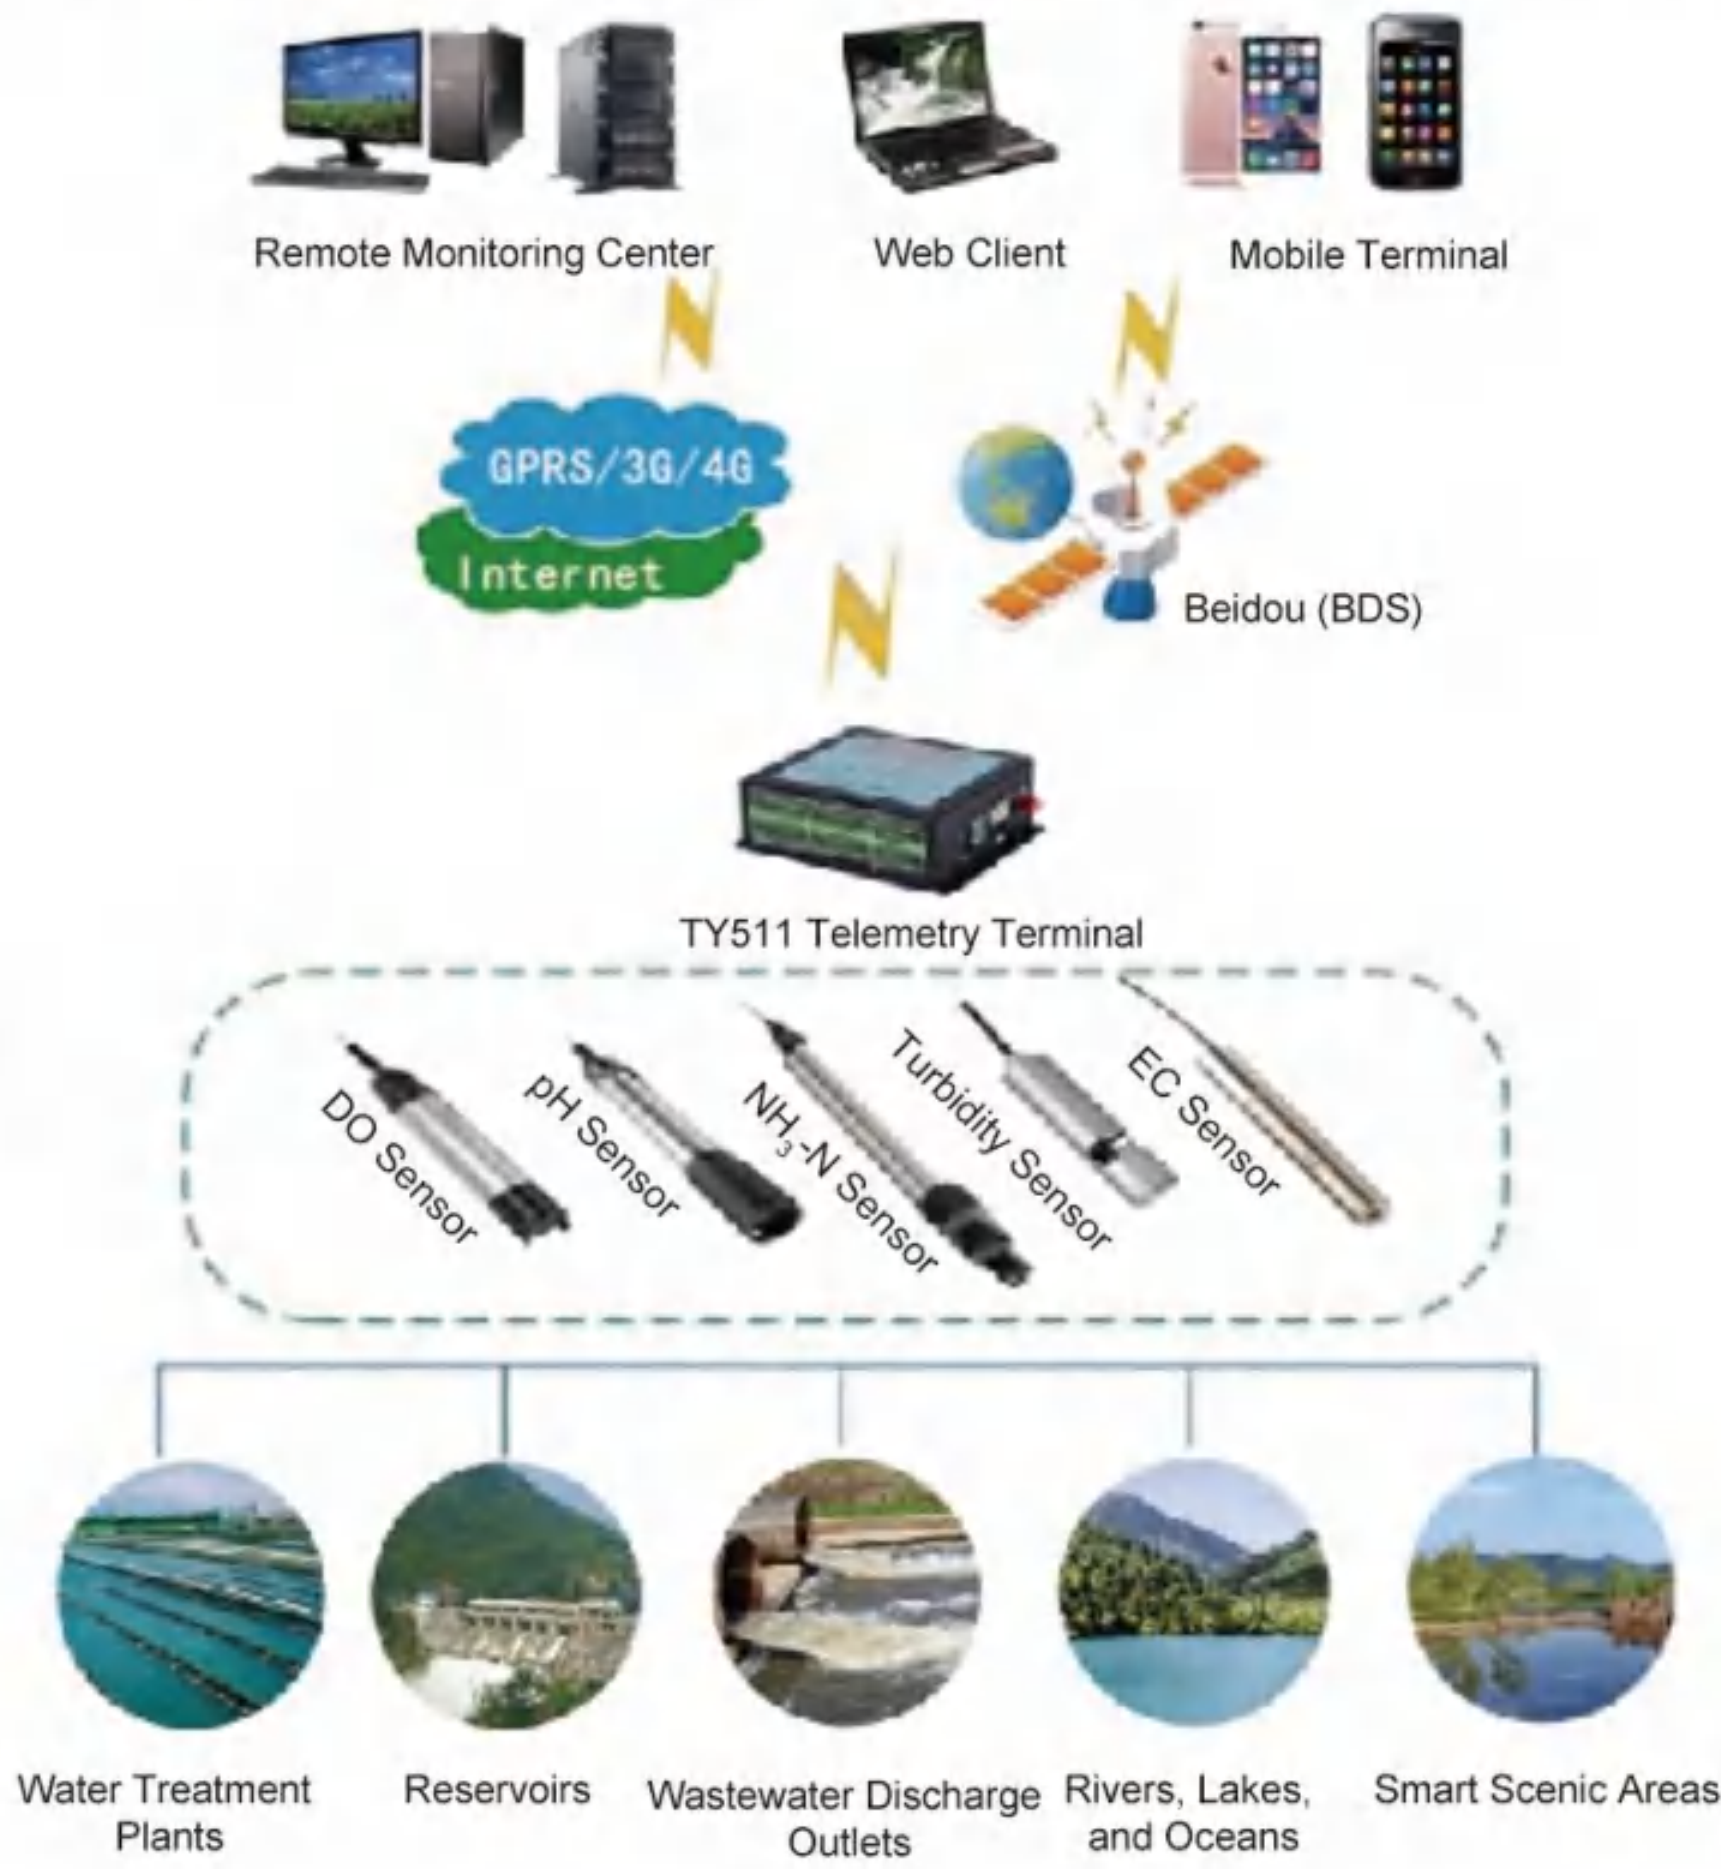 Remote Monitoring Center
Web Client
Mobile Terminal
GPRS/3G/4G
Internet
Beidou (BDS)
TY511 Telemetry Terminal
DO Sensor
pH Sensor
NH₃-N Sensor
Turbidity Sensor
EC Sensor
Water Treatment
Plants
Reservoirs
Wastewater Discharge
Outlets
Rivers, Lakes,
and Oceans
Smart Scenic Areas